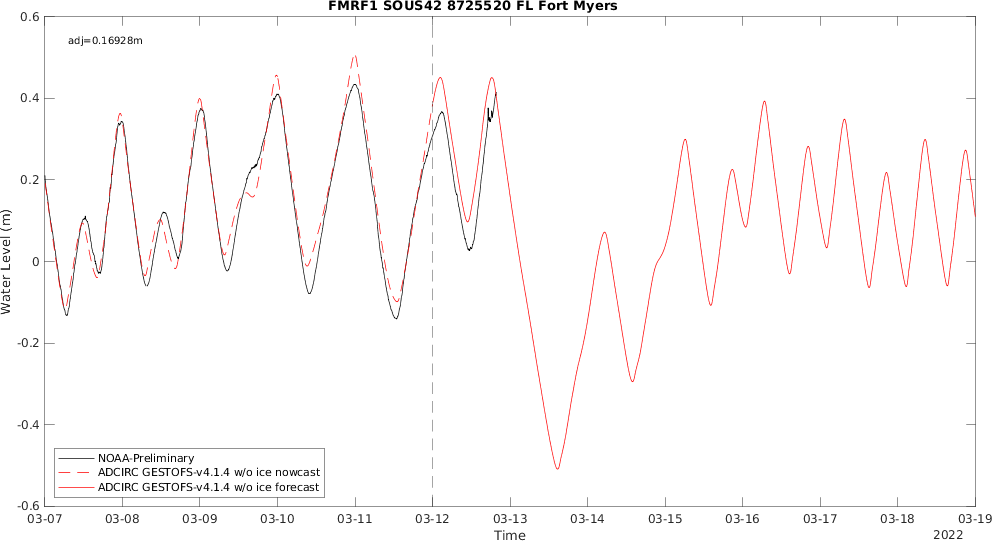 FMRF1 SOUS42 8725520 FL Fort Myers
adj=0.16928m
0.6
0.4
0.2
0
-0.2
-0.4
-0.6
Water Level (m)
NOAA-Preliminary
ADCIRC GESTOFS-v4.1.4 w/o ice nowcast
ADCIRC GESTOFS-v4.1.4 w/o ice forecast
03-07 03-08 03-09 03-10 03-11 03-12 03-13 03-14 03-15 03-16 03-17 03-18 03-19
Time
2022